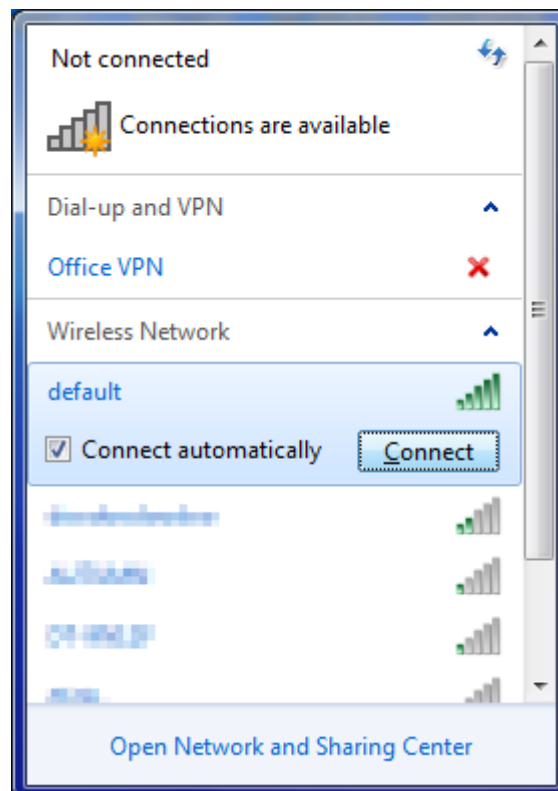 Not connected
Connections are available
Dial-up and VPN
Office VPN
Wireless Network
default
Connect automatically
Connect
Open Network and Sharing Center